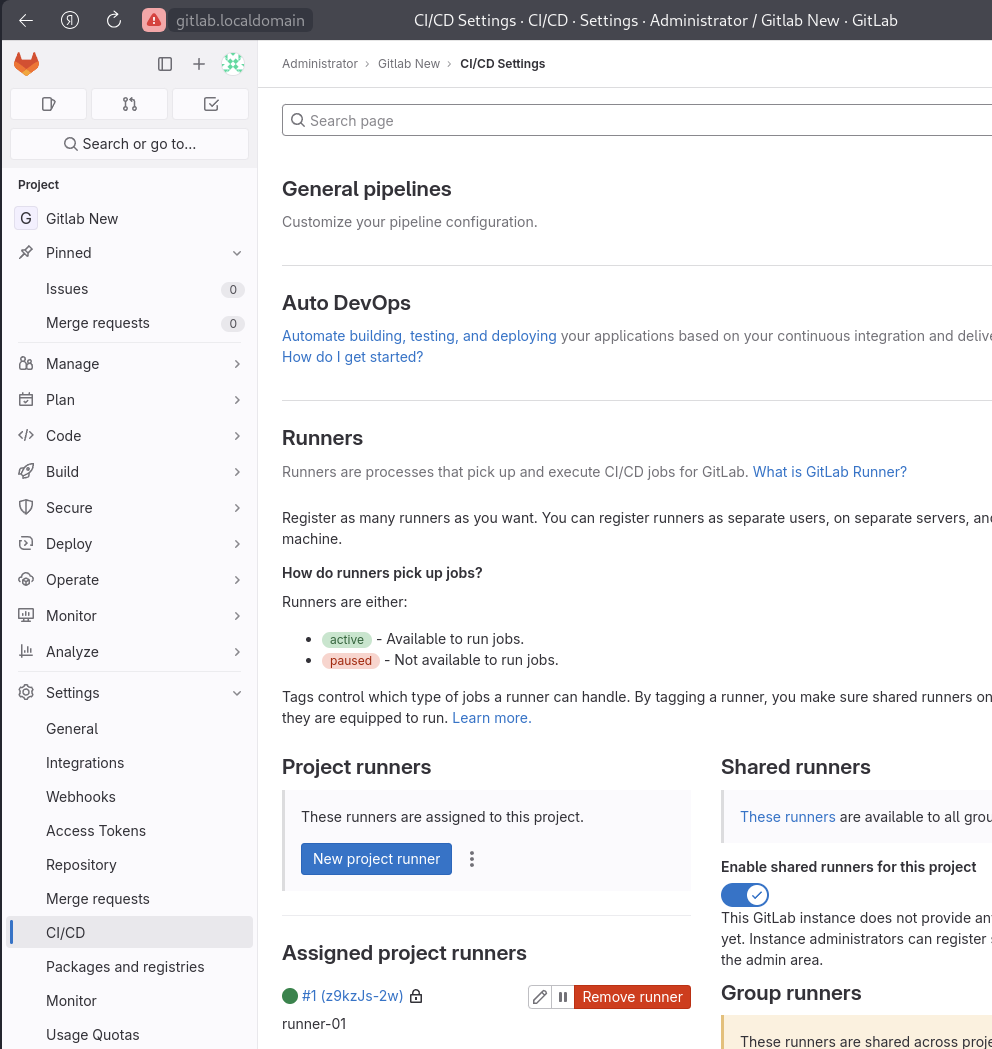 gitlab.localdomain
CI/CD Settings · CI/CD · Settings · Administrator / Gitlab New · GitLab
Administrator › Gitlab New › CI/CD Settings
Search or go to...
Project
G Gitlab New
Pinned
Issues 0
Merge requests 0
Manage
Plan
Code
Build
Secure
Deploy
Operate
Monitor
Analyze
Settings
General
Integrations
Webhooks
Access Tokens
Repository
Merge requests
CI/CD
Packages and registries
Monitor
Usage Quotas
Search page
General pipelines
Customize your pipeline configuration.
Auto DevOps
Automate building, testing, and deploying your applications based on your continuous integration and
How do I get started?
Runners
Runners are processes that pick up and execute CI/CD jobs for GitLab. What is GitLab Runner?
Register as many runners as you want. You can register runners as separate users, on separate servers,
machine.
How do runners pick up jobs?
Runners are either:
• active - Available to run jobs.
• paused - Not available to run jobs.
Tags control which type of jobs a runner can handle. By tagging a runner, you make sure shared runners
they are equipped to run. Learn more.
Project runners
These runners are assigned to this project.
New project runner
Assigned project runners
#1 (z9kzJs-2w)
Remove runner
runner-01
Shared runners
These runners are available to all
Enable shared runners for this project
This GitLab instance does not provide
yet. Instance administrators can register
the admin area.
Group runners
These runners are shared across